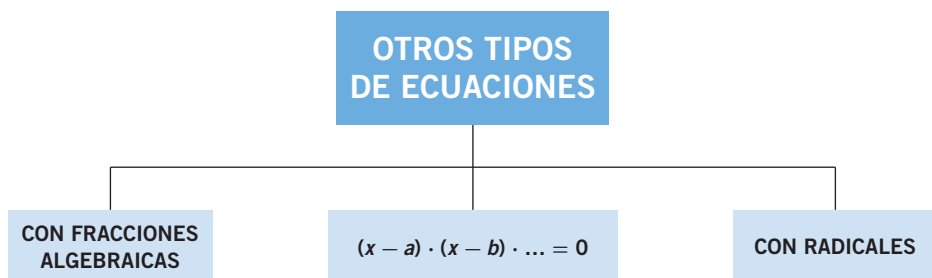 OTROS TIPOS
DE ECUACIONES
CON FRACCIONES
ALGEBRAICAS
(x − a) · (x − b) · ... = 0
CON RADICALES